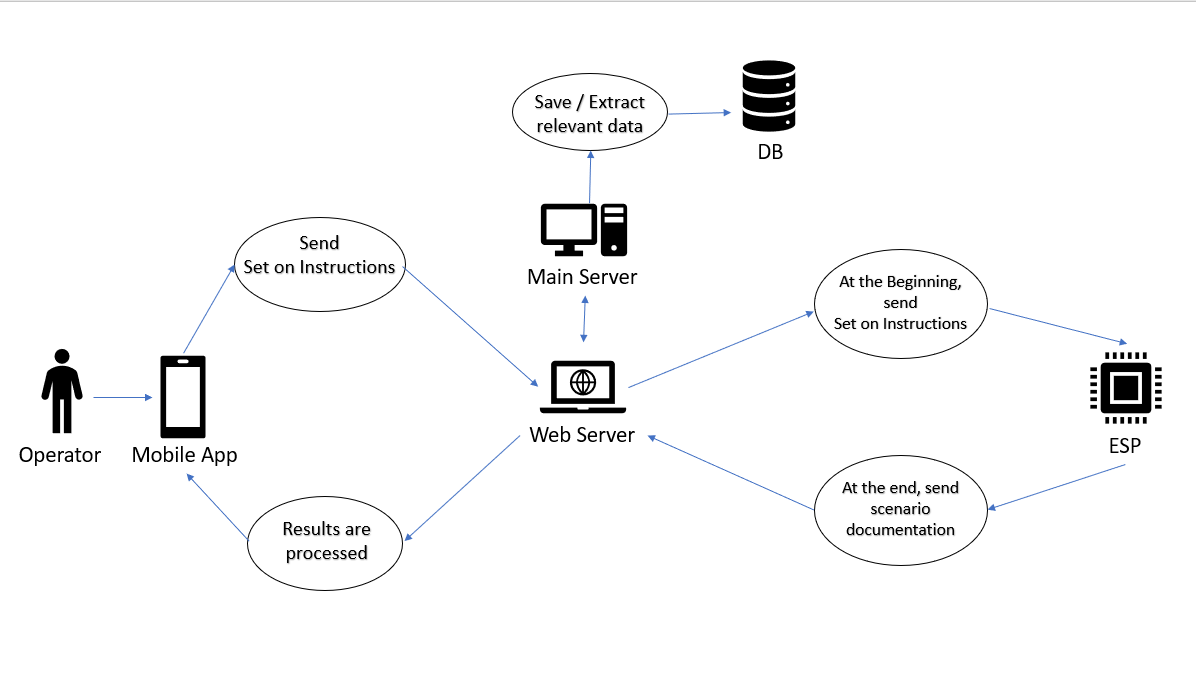 Save / Extract
relevant data
DB
Main Server
Send
Set on Instructions
At the Beginning,
send
Set on Instructions
Operator
Mobile App
Web Server
ESP
Results are
processed
At the end, send
scenario
documentation